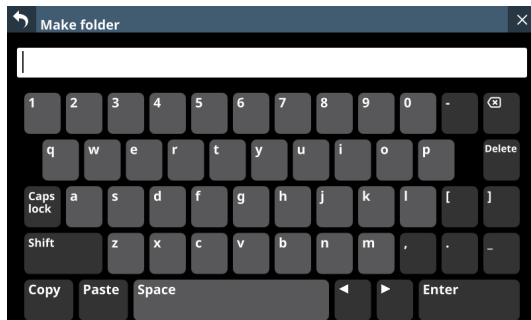 Make folder
1 2 3 4 5 6 7 8 9 0 -
q w e r t y u i o p Delete
Caps lock a s d f g h j k l [ ]
Shift z x c v b n m , . _
Copy Paste Space ◀ ▶ Enter